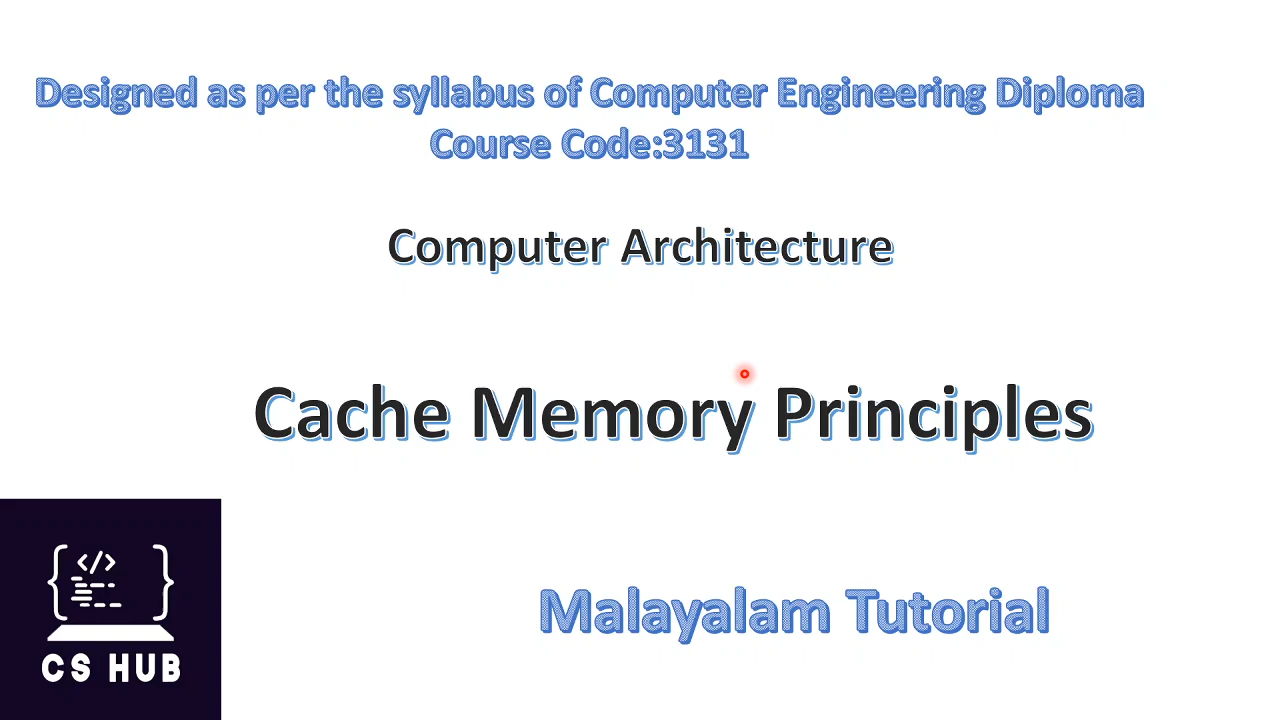 Designed as per the syllabus of Computer Engineering Diploma
Course Code:3131
Computer Architecture
Cache Memory Principles
</>
CS HUB
Malayalam Tutorial